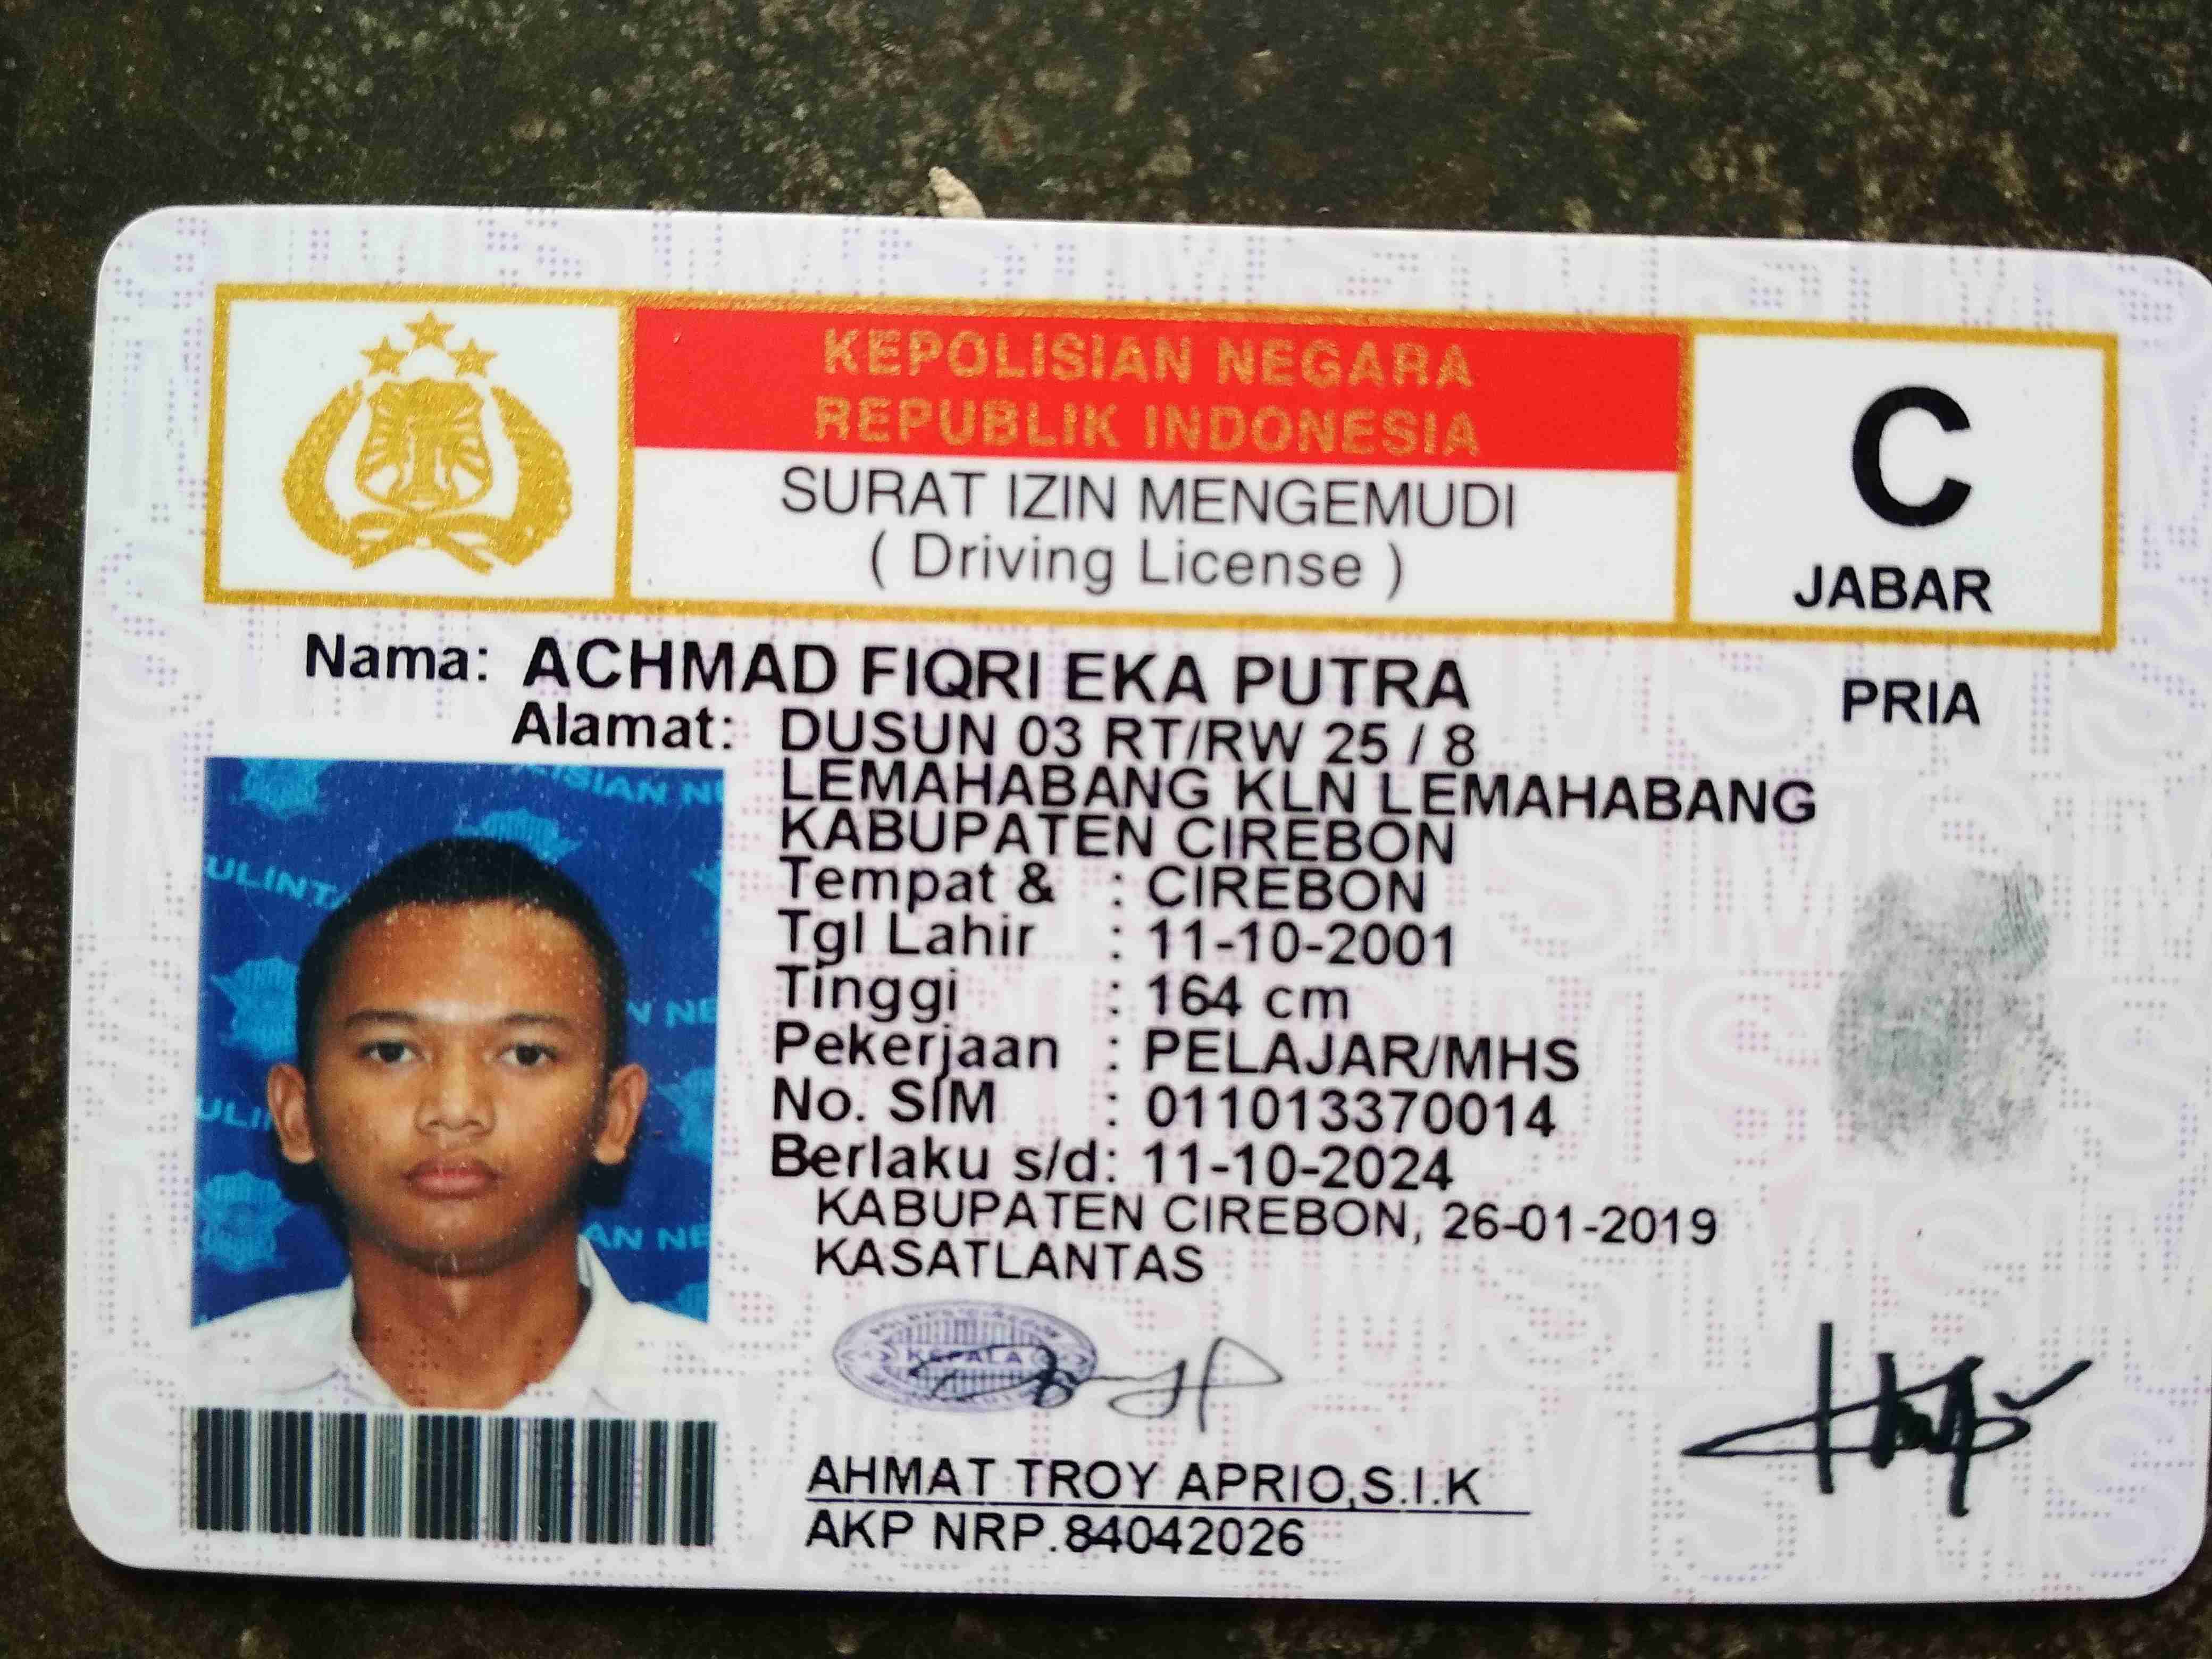 KEPOLISIAN NEGARA
REPUBLIK INDONESIA
SURAT IZIN MENGEMUDI
( Driving License )
C
JABAR
Nama: ACHMAD FIQRI EKA PUTRA
PRIA
Alamat: DUSUN 03 RT/RW 25 / 8
LEMAHABANG KLN LEMAHABANG
KABUPATEN CIREBON
Tempat & : CIREBON
Tgl Lahir : 11-10-2001
Tinggi : 164 cm
Pekerjaan : PELAJAR/MHS
No. SIM : 011013370014
Berlaku s/d: 11-10-2024
KABUPATEN CIREBON, 26-01-2019
KASATLANTAS
KEPALA
AHMAT TROY APRIO,S.I.K
AKP NRP.84042026